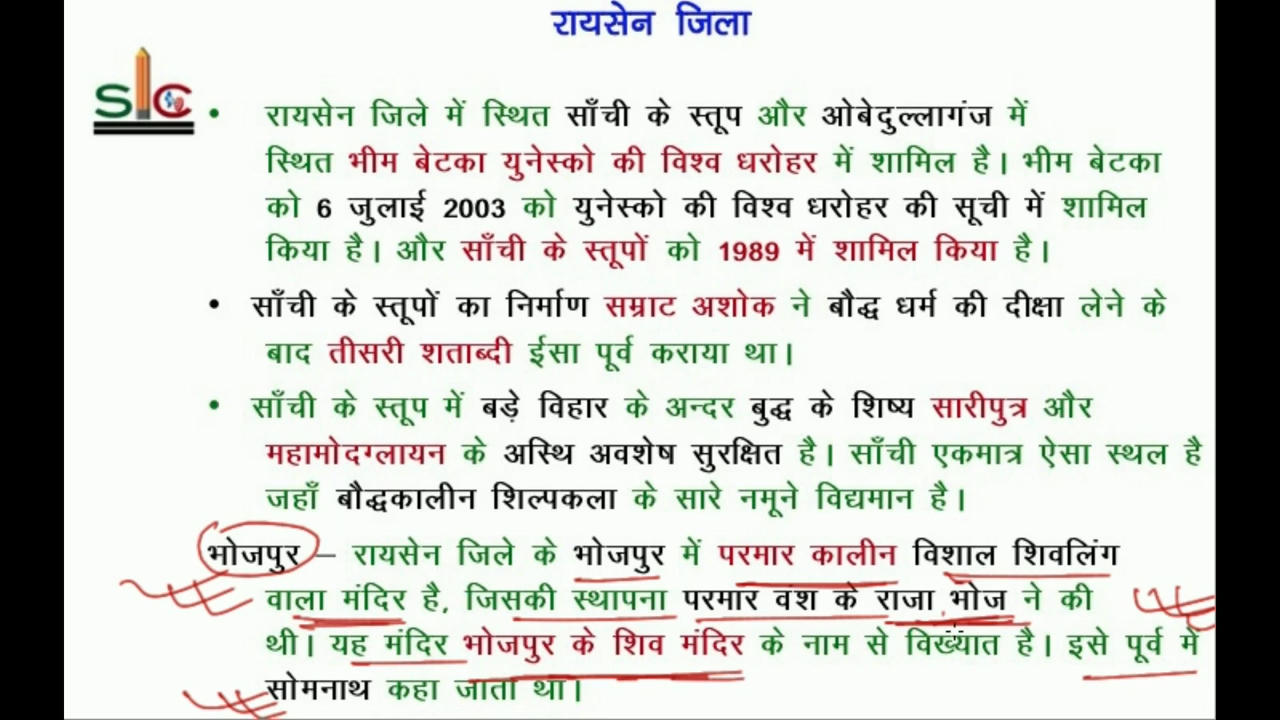 रायसेन जिला
SIC
• रायसेन जिले में स्थित साँची के स्तूप और ओबेदुल्लागंज में
स्थित भीम बेटका युनेस्को की विश्व धरोहर में शामिल है। भीम बेटका
को 6 जुलाई 2003 को युनेस्को की विश्व धरोहर की सूची में शामिल
किया है। और साँची के स्तूपों को 1989 में शामिल किया है।
• साँची के स्तूपों का निर्माण सम्राट अशोक ने बौद्ध धर्म की दीक्षा लेने के
बाद तीसरी शताब्दी ईसा पूर्व कराया था।
• साँची के स्तूप में बड़े विहार के अन्दर बुद्ध के शिष्य सारीपुत्र और
महामोदग्लायन के अस्थि अवशेष सुरक्षित है। साँची एकमात्र ऐसा स्थल है
जहाँ बौद्धकालीन शिल्पकला के सारे नमूने विद्यमान है।
भोजपुर – रायसेन जिले के भोजपुर में परमार कालीन विशाल शिवलिंग
वाला मंदिर है, जिसकी स्थापना परमार वंश के राजा भोज ने की
थी। यह मंदिर भोजपुर के शिव मंदिर के नाम से विख्यात है। इसे पूर्व में
सोमनाथ कहा जाता था।